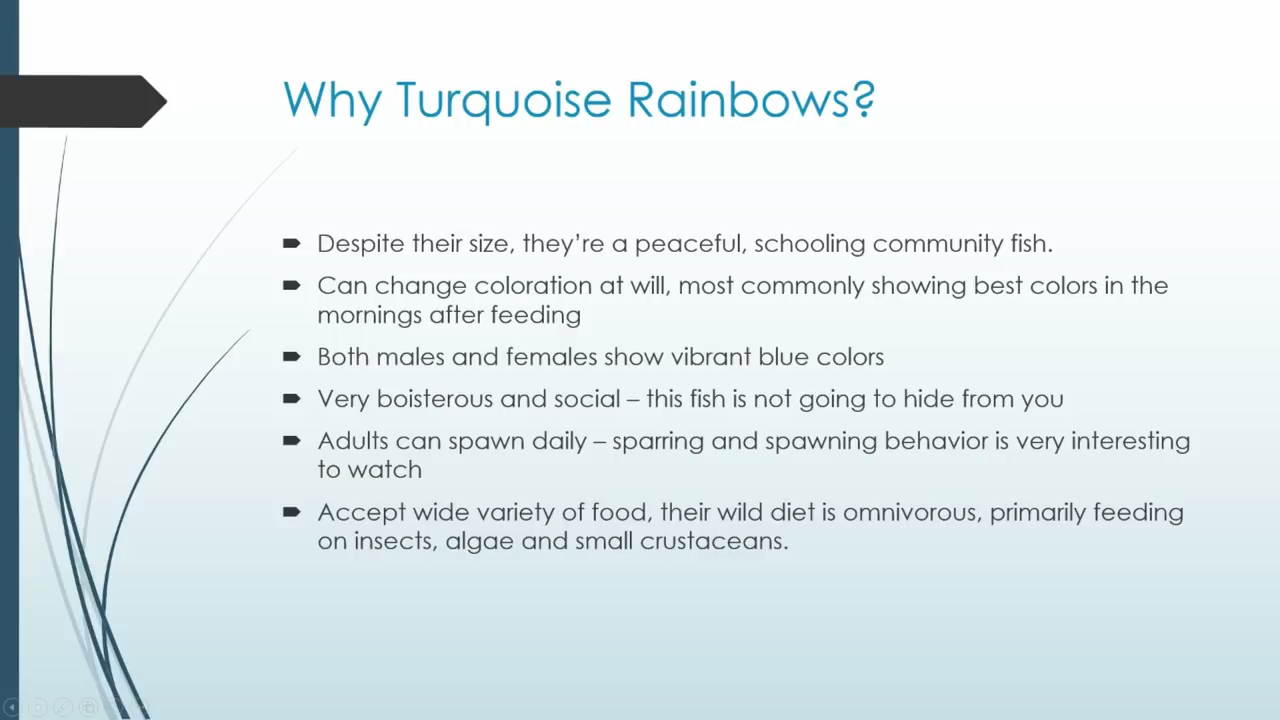 Why Turquoise Rainbows?
Despite their size, they’re a peaceful, schooling community fish.
Can change coloration at will, most commonly showing best colors in the
mornings after feeding
Both males and females show vibrant blue colors
Very boisterous and social – this fish is not going to hide from you
Adults can spawn daily – sparring and spawning behavior is very interesting
to watch
Accept wide variety of food, their wild diet is omnivorous, primarily feeding
on insects, algae and small crustaceans.